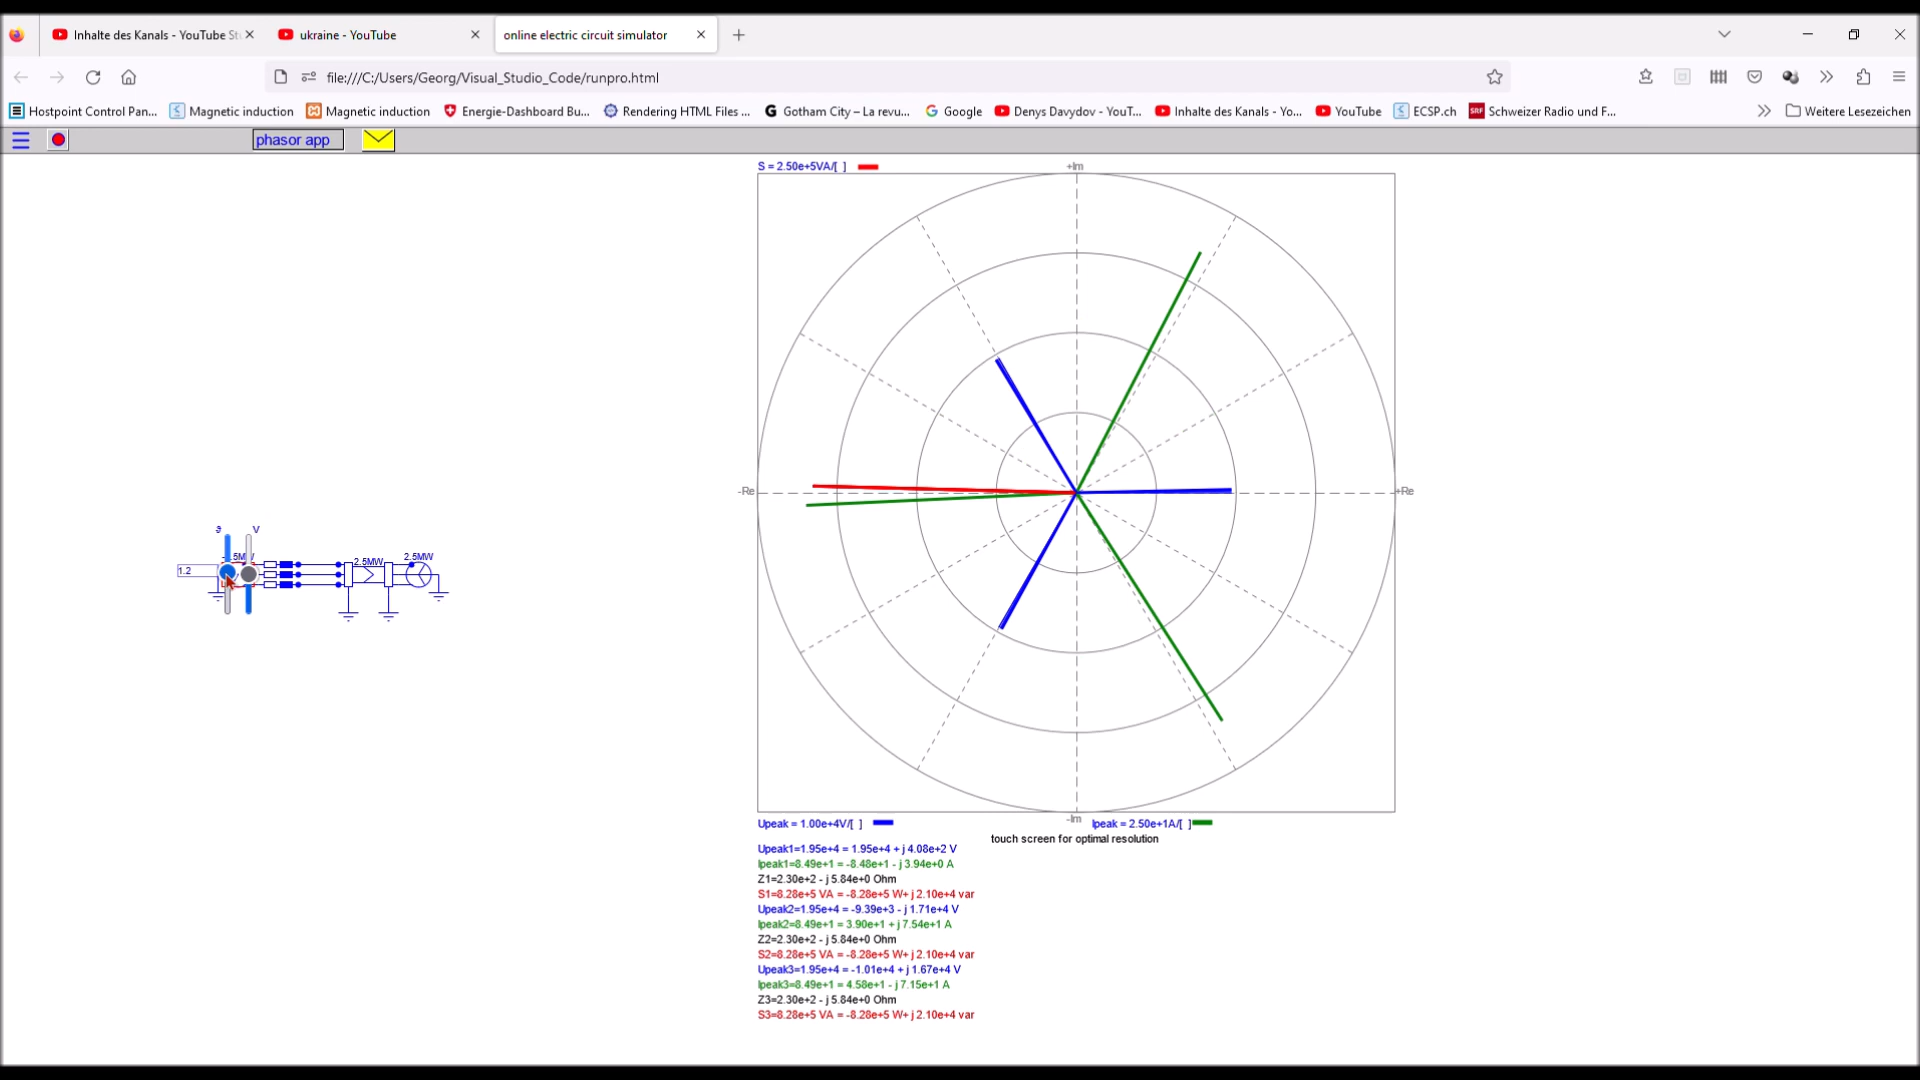 Inhalte des Kanals - YouTube St
ukraine - YouTube
online electric circuit simulator
file:///C:/Users/Georg/Visual_Studio_Code/runpro.html
Hostpoint Control Pan... Magnetic induction Magnetic induction Energie-Dashboard Bu... Rendering HTML Files ... Gotham City – La revu... Google Denys Davydov - YouT... Inhalte des Kanals - Yo... YouTube ECSP.ch SRF Schweizer Radio und F... Weitere Lesezeichen
phasor app
S = 2.50e+5VA/[ ]
+Im
-Re
+Re
V
2.5MW
2.5MW
1.2
-Im
Upeak = 1.00e+4V/[ ]
Ipeak = 2.50e+1A/[ ]
touch screen for optimal resolution
Upeak1=1.95e+4 = 1.95e+4 + j 4.08e+2 V
Ipeak1=8.49e+1 = -8.48e+1 - j 3.94e+0 A
Z1=2.30e+2 - j 5.84e+0 Ohm
S1=8.28e+5 VA = -8.28e+5 W+ j 2.10e+4 var
Upeak2=1.95e+4 = -9.39e+3 - j 1.71e+4 V
Ipeak2=8.49e+1 = 3.90e+1 + j 7.54e+1 A
Z2=2.30e+2 - j 5.84e+0 Ohm
S2=8.28e+5 VA = -8.28e+5 W+ j 2.10e+4 var
Upeak3=1.95e+4 = -1.01e+4 + j 1.67e+4 V
Ipeak3=8.49e+1 = 4.58e+1 - j 7.15e+1 A
Z3=2.30e+2 - j 5.84e+0 Ohm
S3=8.28e+5 VA = -8.28e+5 W+ j 2.10e+4 var